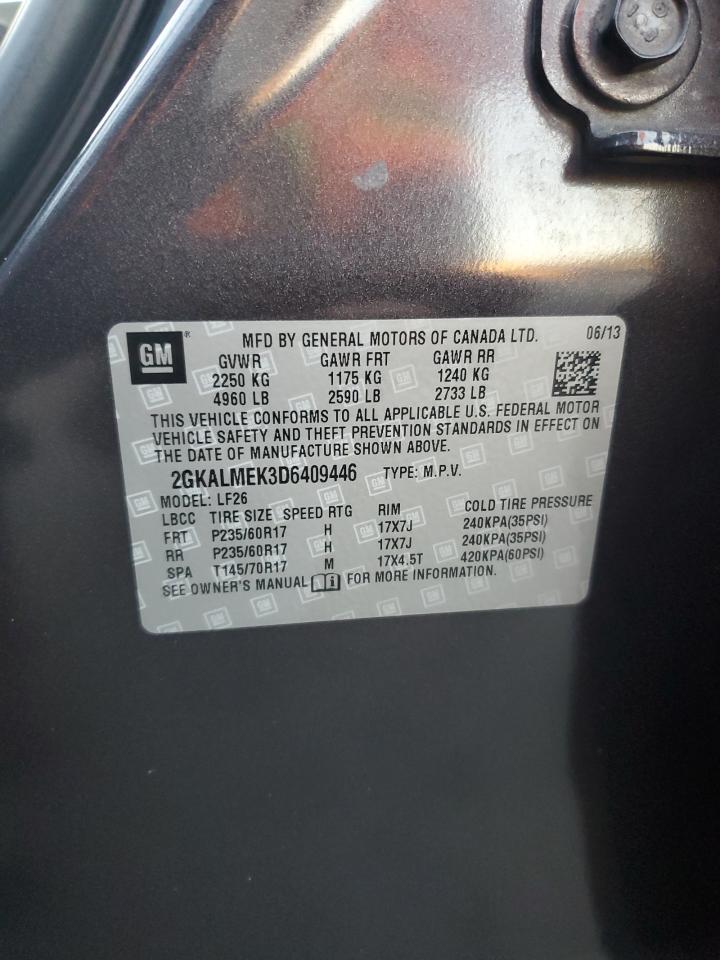 GM ® MFD BY GENERAL MOTORS OF CANADA LTD. 06/13
GVWR GAWR FRT GAWR RR
2250 KG 1175 KG 1240 KG
4960 LB 2590 LB 2733 LB
THIS VEHICLE CONFORMS TO ALL APPLICABLE U.S. FEDERAL MOTOR
VEHICLE SAFETY AND THEFT PREVENTION STANDARDS IN EFFECT ON
THE DATE OF MANUFACTURE SHOWN ABOVE.
2GKALMEK3D6409446 TYPE: M.P.V.
MODEL: LF26
LBCC TIRE SIZE SPEED RTG RIM COLD TIRE PRESSURE
FRT P235/60R17 H 17X7J 240KPA(35PSI)
RR P235/60R17 H 17X7J 240KPA(35PSI)
SPA T145/70R17 M 17X4.5T 420KPA(60PSI)
SEE OWNER'S MANUAL i FOR MORE INFORMATION.